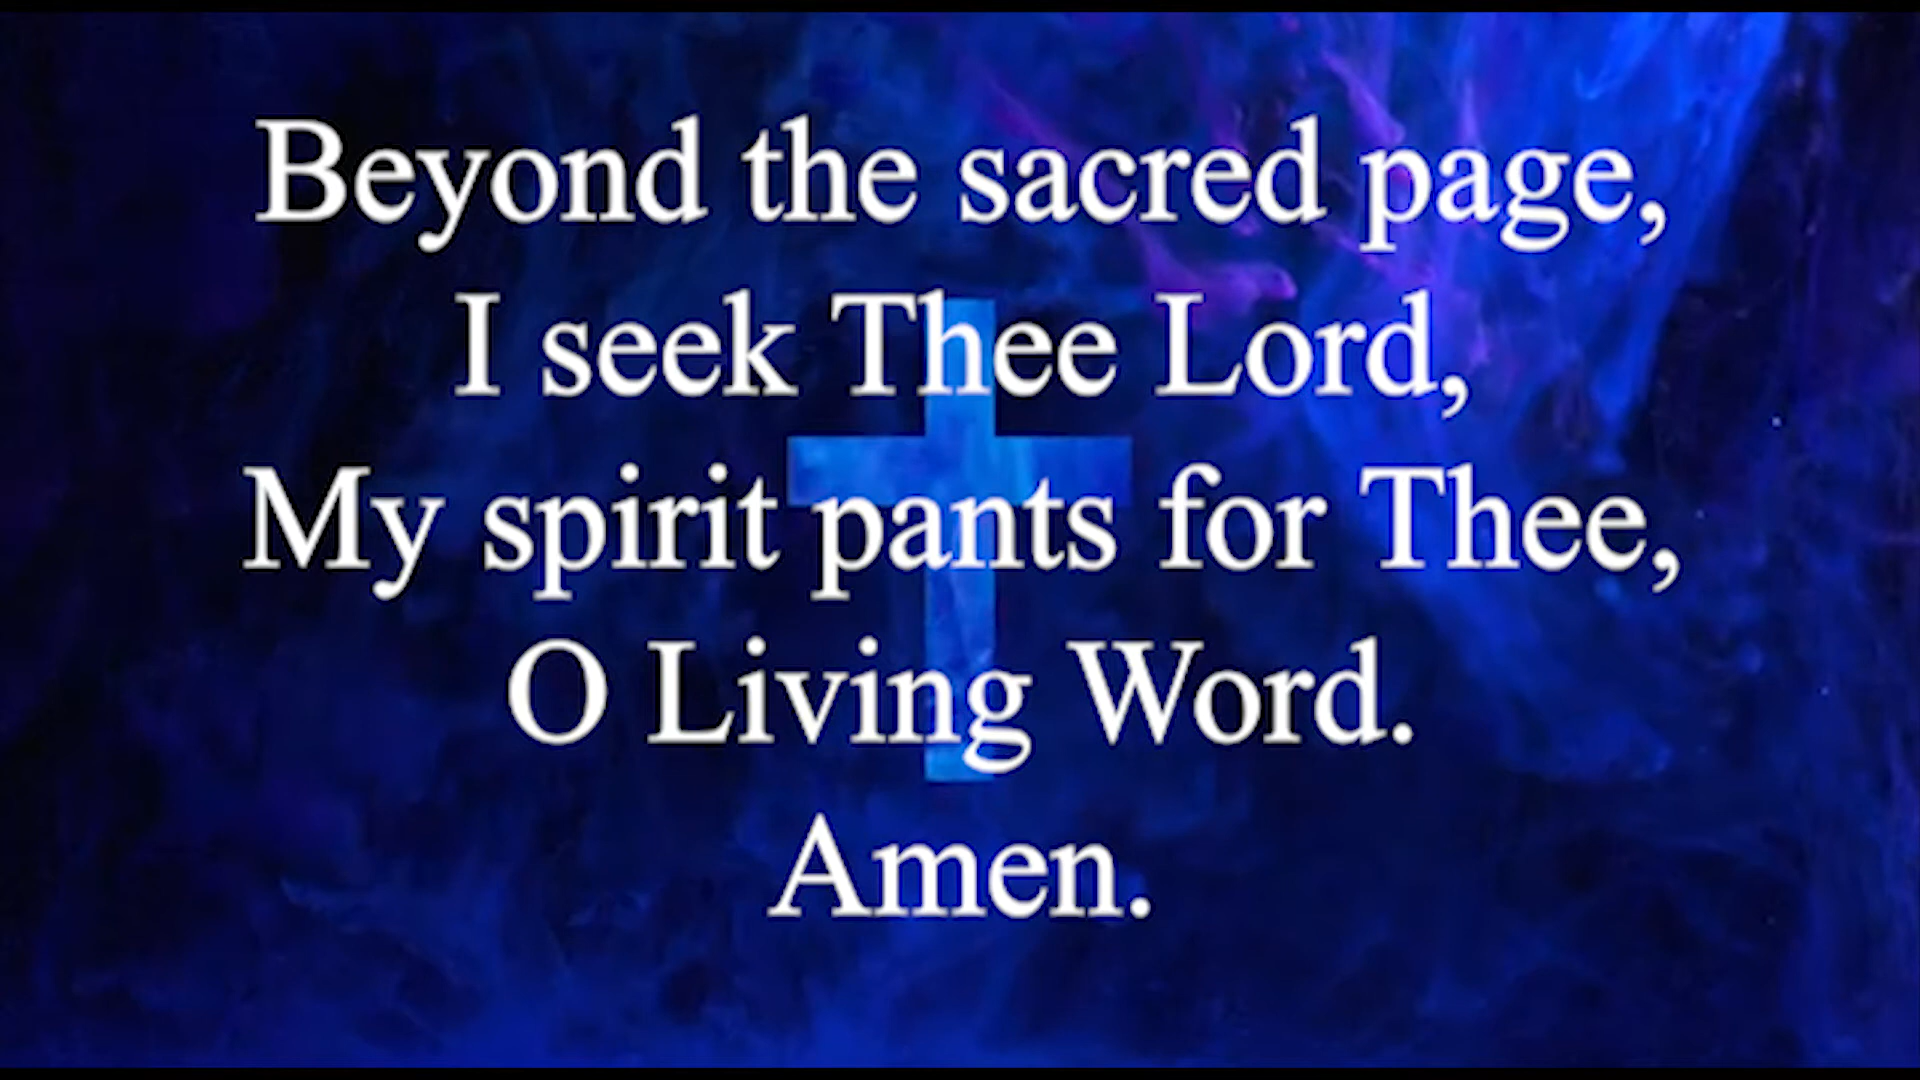 Beyond the sacred page,
I seek Thee Lord,
My spirit pants for Thee,
O Living Word.
Amen.